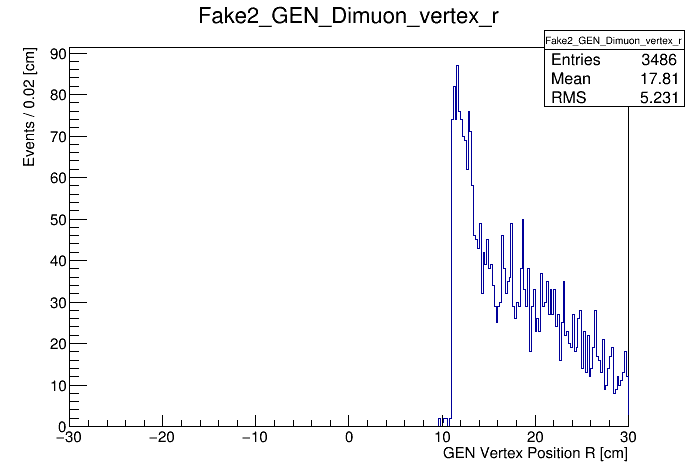 Fake2_GEN_Dimuon_vertex_r
Fake2_GEN_Dimuon_vertex_r
Entries 3486
Mean 17.81
RMS 5.231
Events / 0.02 [cm]
90
80
70
60
50
40
30
20
10
0
−30 −20 −10 0 10 20 30
GEN Vertex Position R [cm]